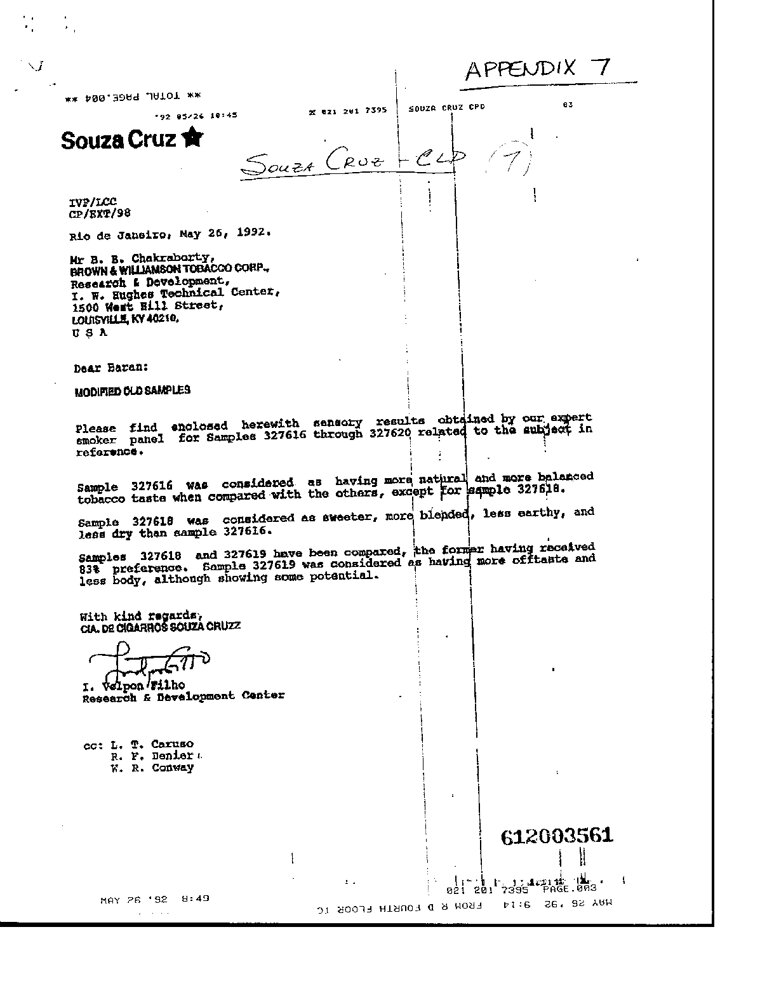 APPENDIX 7
** TOTAL PAGE.004 **
'92 05/26 10:45 021 201 7395 SOUZA CRUZ CPD 03
Souza Cruz
SOUZA CRUZ - CLD (7)
IVP/LCC
CP/EXT/98
Rio de Janeiro, May 26, 1992.
Mr B. B. Chakraborty,
BROWN & WILLIAMSON TOBACCO CORP.,
Research & Development,
I. W. Hughes Technical Center,
1500 West Hill Street,
LOUISVILLE, KY 40210.
U S A
Dear Baran:
MODIFIED CLD SAMPLES
Please find enclosed herewith sensory results obtained by our expert
smoker panel for Samples 327616 through 327620 related to the subject in
reference.
Sample 327616 was considered as having more natural and more balanced
tobacco taste when compared with the others, except for sample 327618.
Sample 327618 was considered as sweeter, more blended, less earthy, and
less dry than sample 327616.
Samples 327618 and 327619 have been compared, the former having received
83% preference. Sample 327619 was considered as having more offtaste and
less body, although showing some potential.
With kind regards,
CIA. DE CIGARROS SOUZA CRUZZ
I. Velpon Filho
Research & Development Center
cc: L. T. Caruso
R. F. Denier
W. R. Conway
612003561
021 201 7395 PAGE.003
MAY 26 '92 8:49
MAY 26 '92 9:14 FROM R D FOURTH FLOOR TC